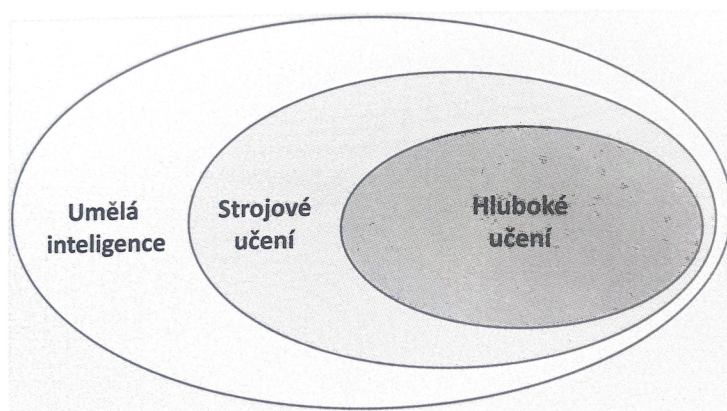 Umělá
inteligence
Strojové
učení
Hluboké
učení